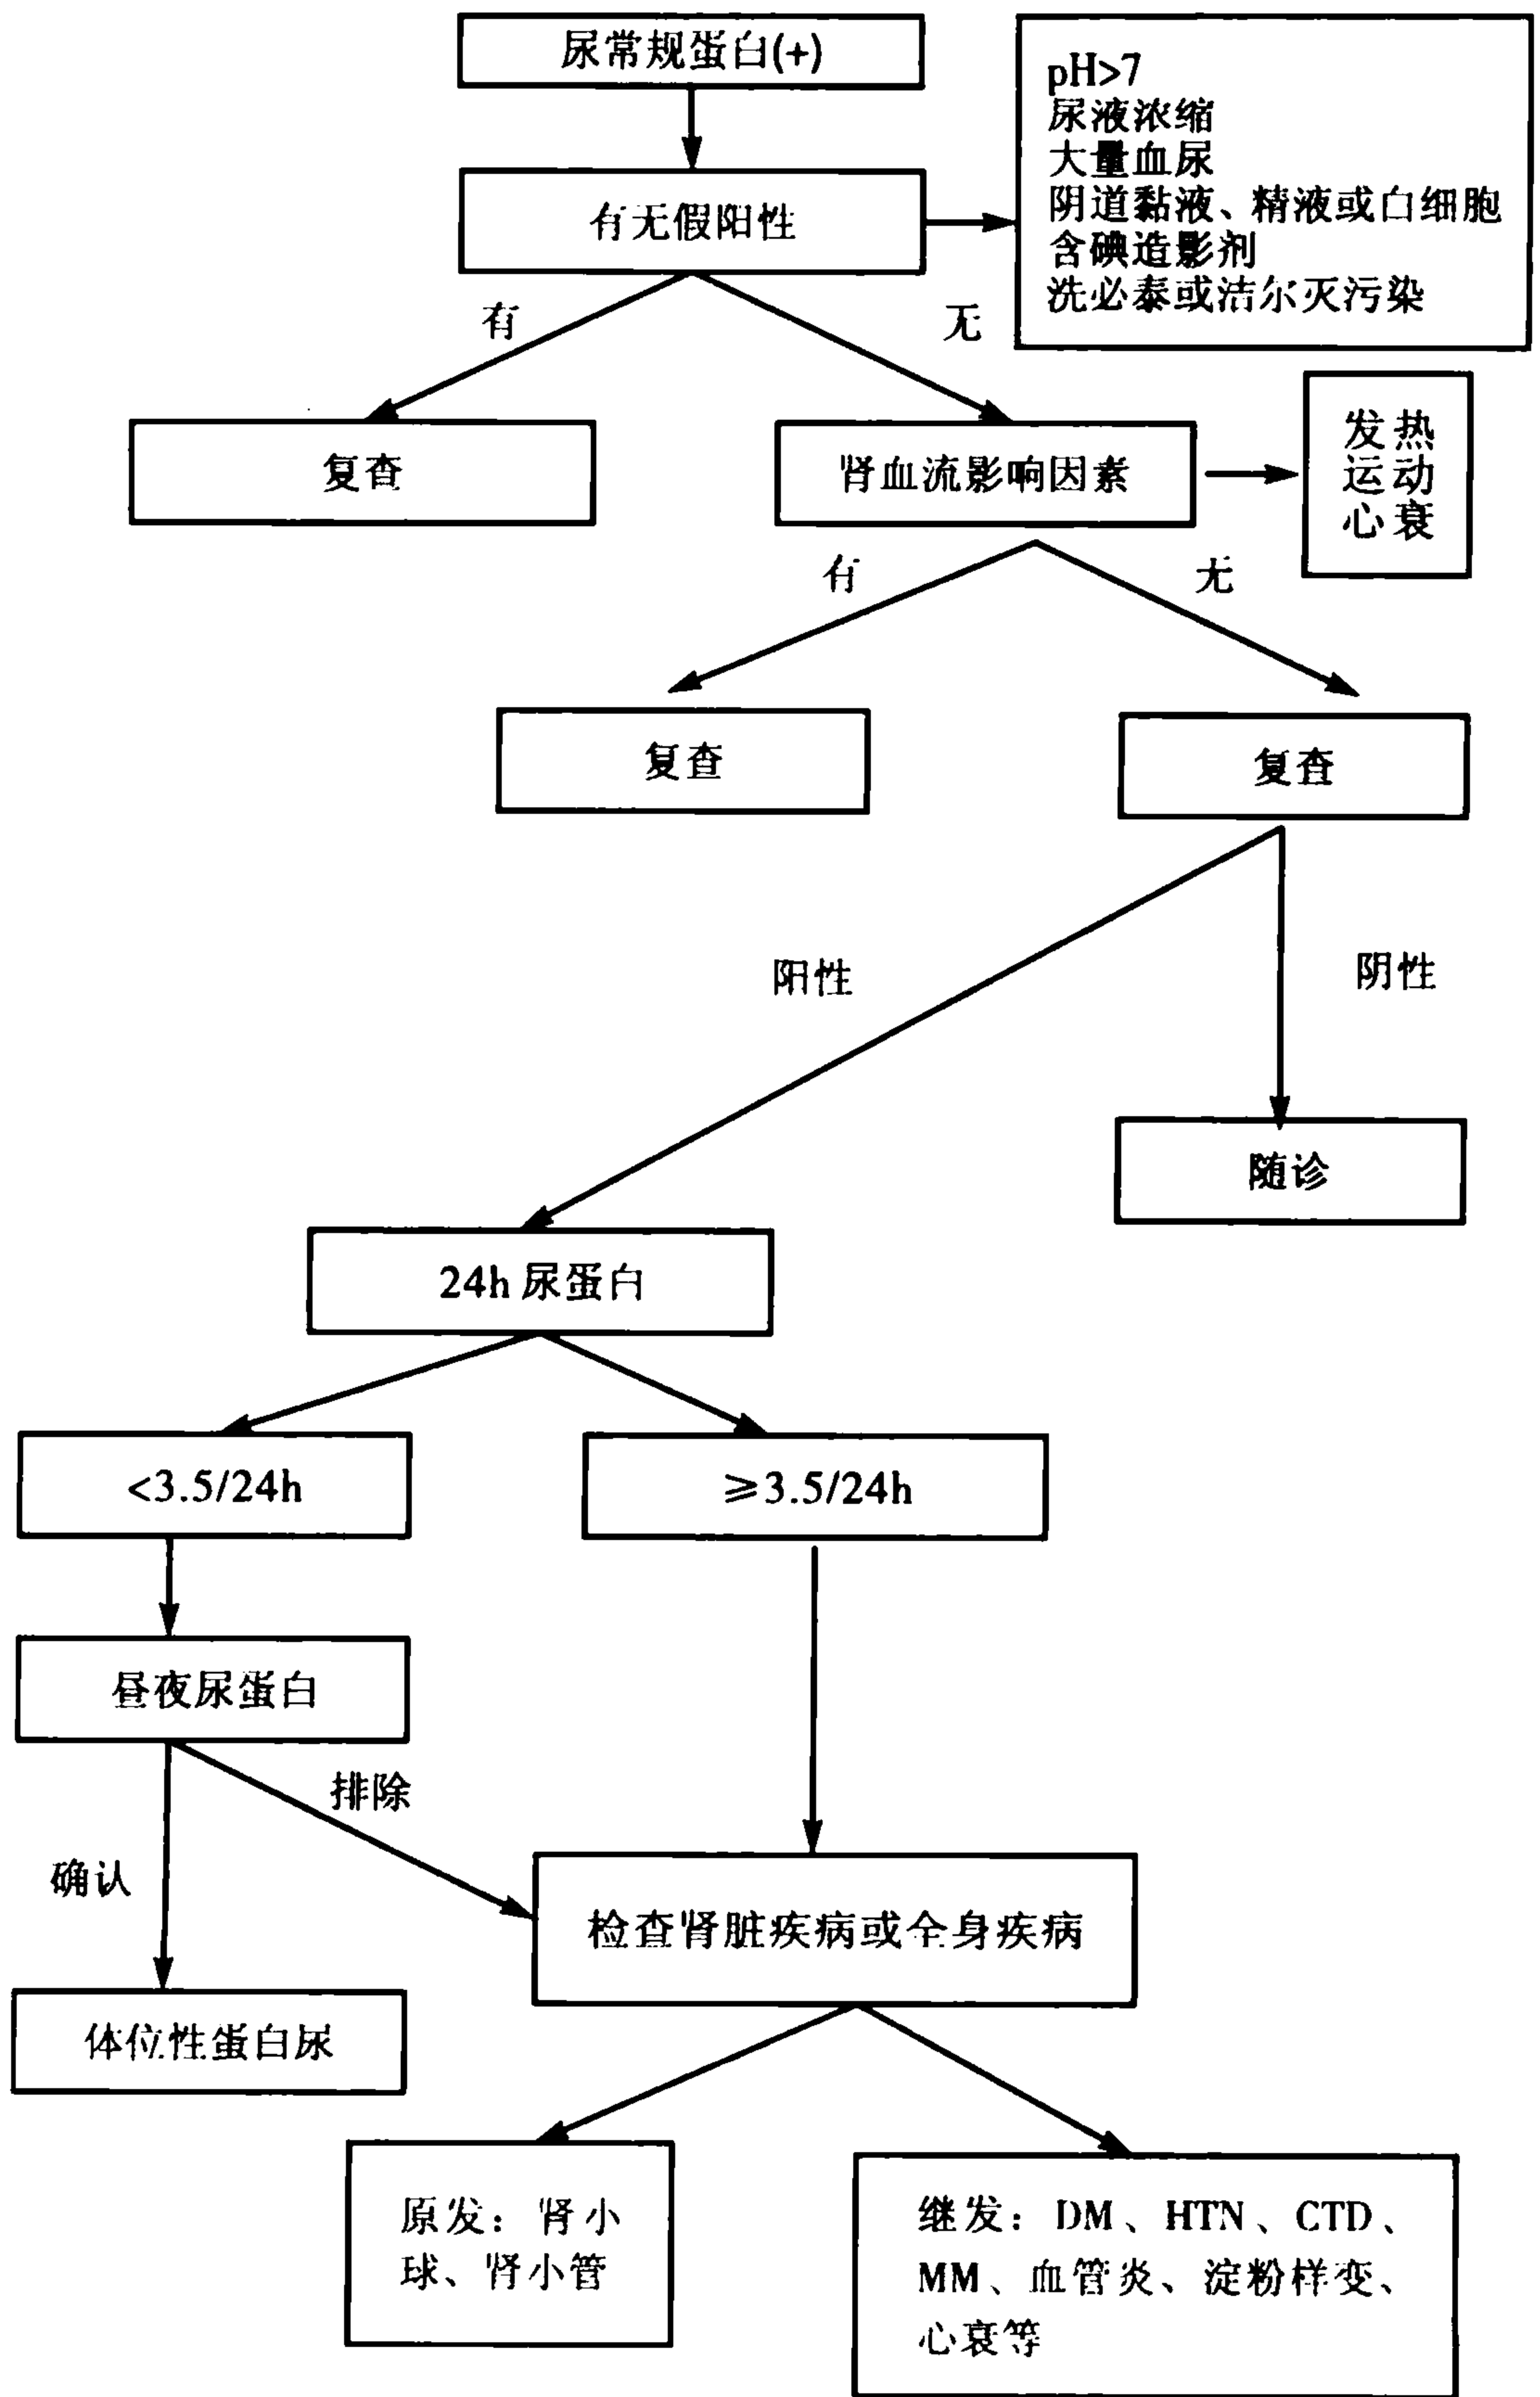 尿常规蛋白(+)
pH>7
尿液浓缩
大量血尿
阴道黏液、精液或白细胞
含碘造影剂
洗必泰或洁尔灭污染
有无假阳性
有
无
复查
肾血流影响因素
发热
运动
心衰
有
无
复查
复查
阳性
阴性
随诊
24h 尿蛋白
<3.5/24h
≥3.5/24h
昼夜尿蛋白
排除
确认
检查肾脏疾病或全身疾病
体位性蛋白尿
原发：肾小
球、肾小管
继发：DM、HTN、CTD、
MM、血管炎、淀粉样变、
心衰等